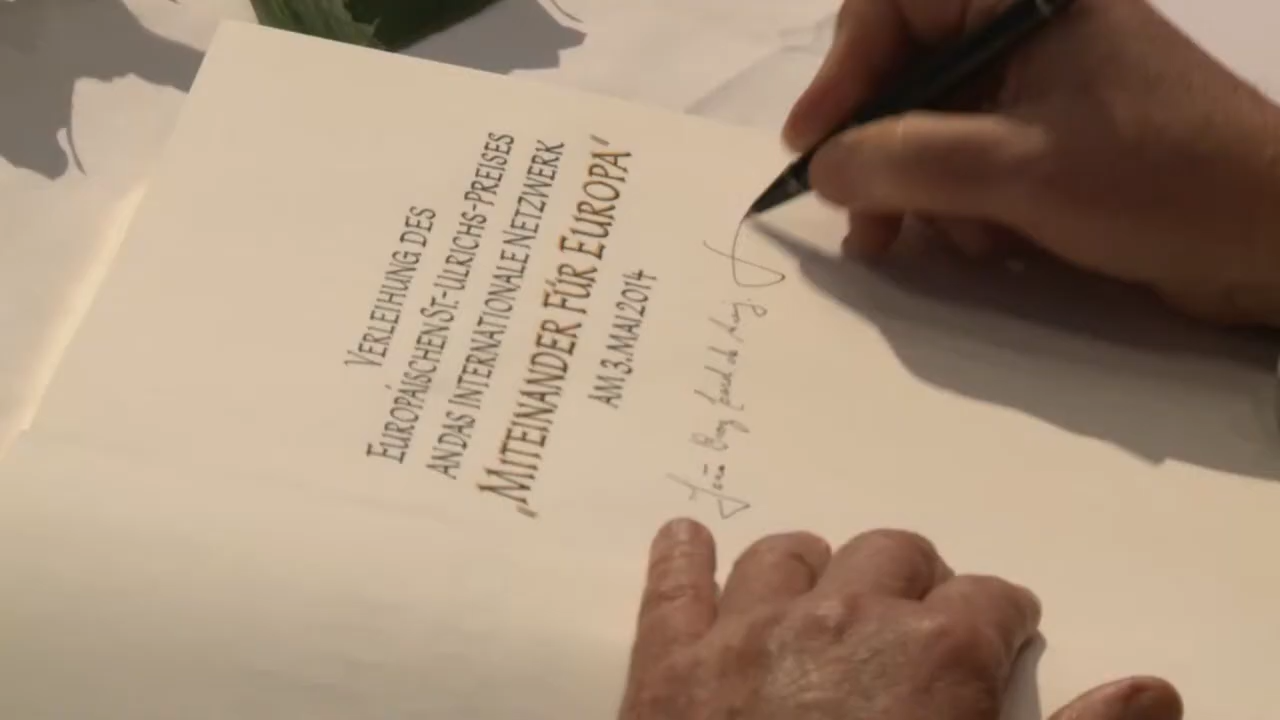 VERLEIHUNG DES
EUROPÄISCHEN ST.-ULRICHS-PREISES
AN DAS INTERNATIONALE NETZWERK
„MITEINANDER FÜR EUROPA‘
AM 3. MAI 2014